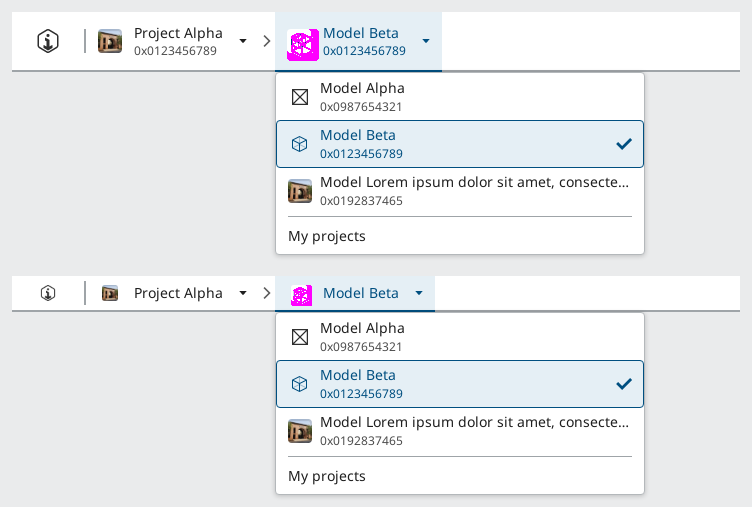 Project Alpha
0x0123456789
Model Beta
0x0123456789
Model Alpha
0x0987654321
Model Beta
0x0123456789
Model Lorem ipsum dolor sit amet, consecte...
0x0192837465
My projects
Project Alpha
Model Beta
Model Alpha
0x0987654321
Model Beta
0x0123456789
Model Lorem ipsum dolor sit amet, consecte...
0x0192837465
My projects